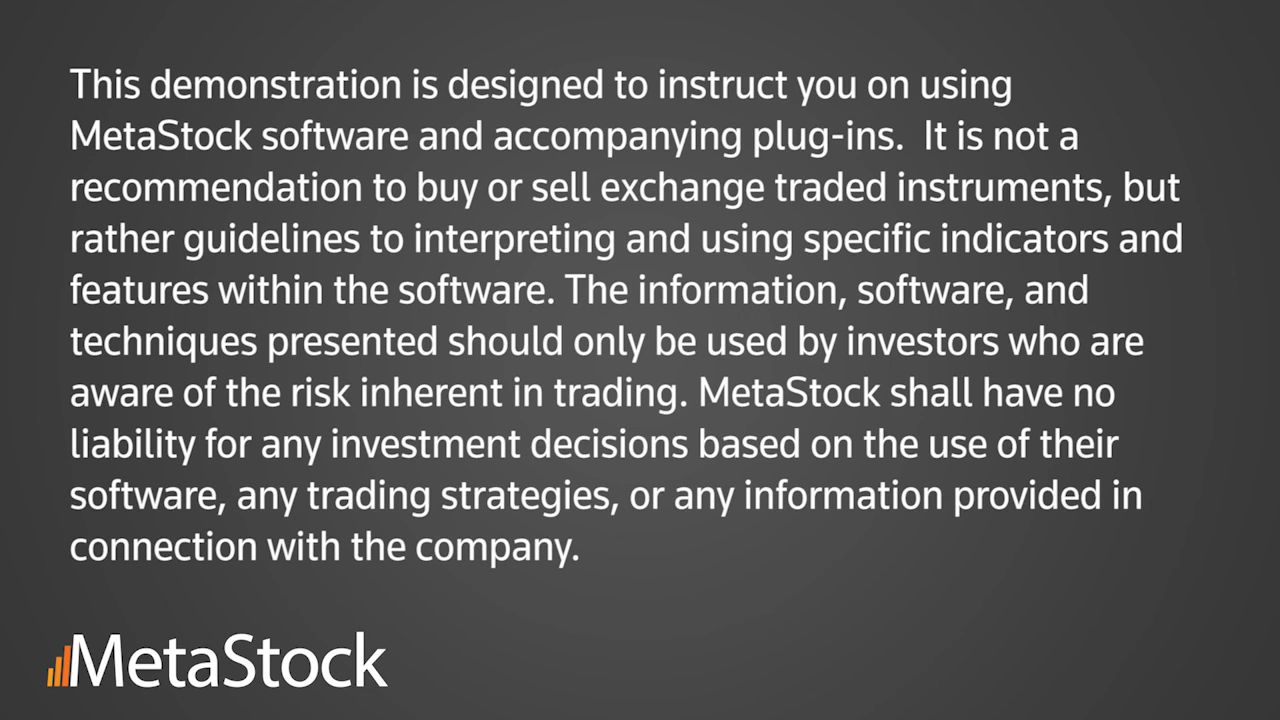 This demonstration is designed to instruct you on using
MetaStock software and accompanying plug-ins.  It is not a
recommendation to buy or sell exchange traded instruments, but
rather guidelines to interpreting and using specific indicators and
features within the software. The information, software, and
techniques presented should only be used by investors who are
aware of the risk inherent in trading. MetaStock shall have no
liability for any investment decisions based on the use of their
software, any trading strategies, or any information provided in
connection with the company.
MetaStock